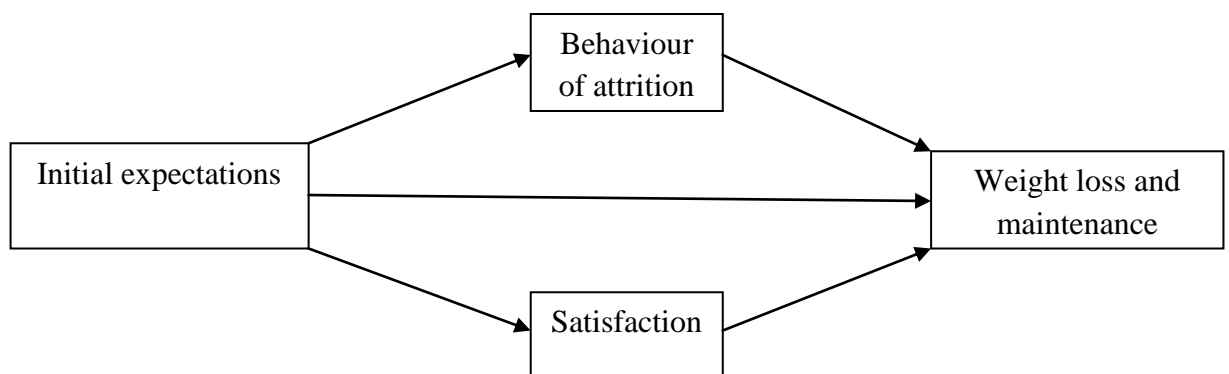 Behaviour
of attrition
Initial expectations
Weight loss and
maintenance
Satisfaction